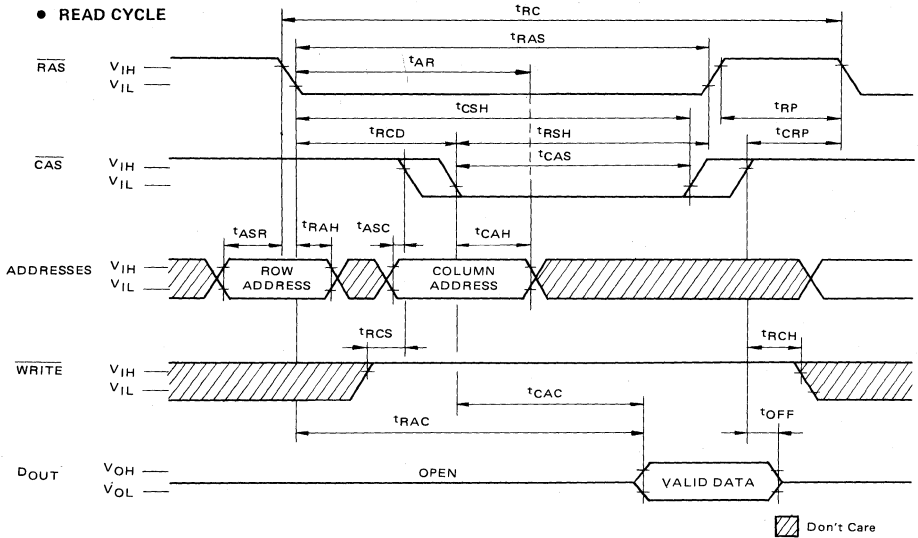 ● READ CYCLE
tRC
tRAS
tAR
RAS
VIH
VIL
tCSH
tRP
tRCD
tRSH
tCRP
CAS
VIH
VIL
tCAS
tASR
tRAH
tASC
tCAH
ADDRESSES
VIH
VIL
ROW
ADDRESS
COLUMN
ADDRESS
tRCS
tRCH
WRITE
VIH
VIL
tCAC
tOFF
tRAC
DOUT
VOH
VOL
OPEN
VALID DATA
Don't Care